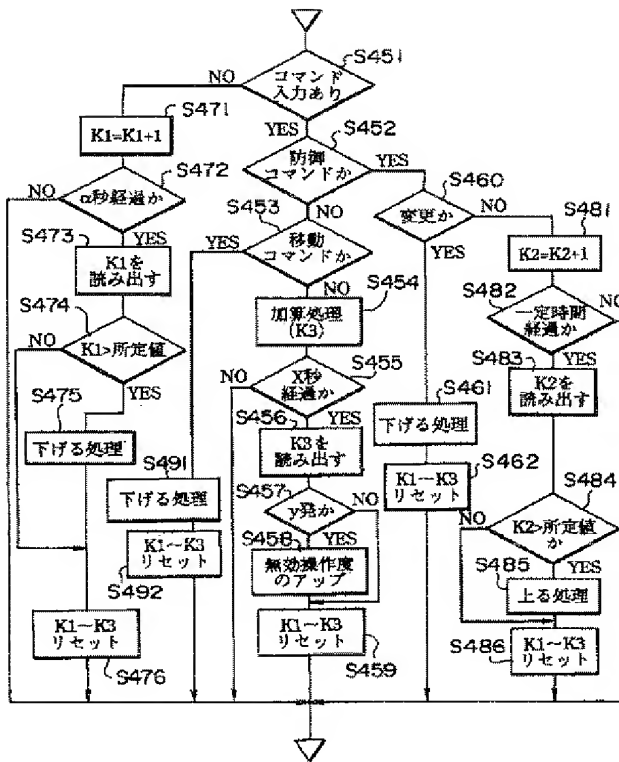 S451
コマンド
入力あり
NO
YES
S471
K1=K1+1
S472
α秒経過か
NO
YES
S473
K1を
読み出す
S474
K1>所定値
YES
S475
下げる処理
K1~K3
リセット
S476
S452
防御
コマンドか
YES
NO
S453
移動
コマンドか
YES
NO
S491
下げる処理
K1~K3
リセット
S492
S454
加算処理
(K3)
S455
X秒
経過か
NO
YES
S456
K3を
読み出す
S457
y発か
NO
YES
S458
無効操作度
のアップ
K1~K3
リセット
S459
S460
変更か
NO
YES
S461
下げる処理
S462
K1~K3
リセット
S481
K2=K2+1
S482
一定時間
経過か
NO
YES
S483
K2を
読み出す
S484
K2>所定値
か
NO
YES
S485
上る処理
S486
K1~K3
リセット
NO